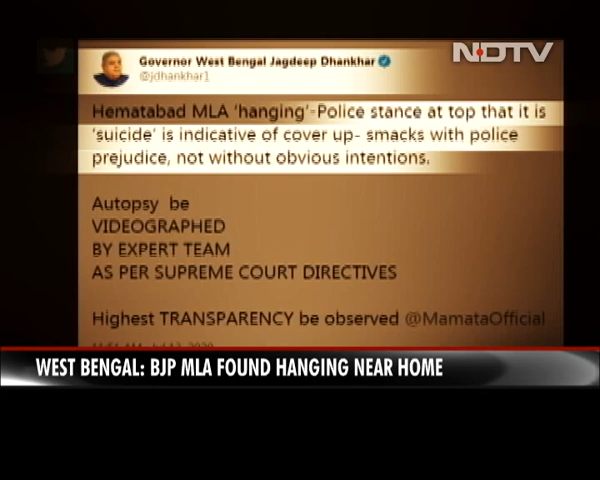 Governor West Bengal Jagdeep Dhankhar
NDTV
@jdhankhar1
Hematabad MLA ‘hanging’-Police stance at top that it is
‘suicide’ is indicative of cover up- smacks with police
prejudice, not without obvious intentions.
Autopsy be
VIDEOGRAPHED
BY EXPERT TEAM
AS PER SUPREME COURT DIRECTIVES
Highest TRANSPARENCY be observed @MamataOfficial
WEST BENGAL: BJP MLA FOUND HANGING NEAR HOME